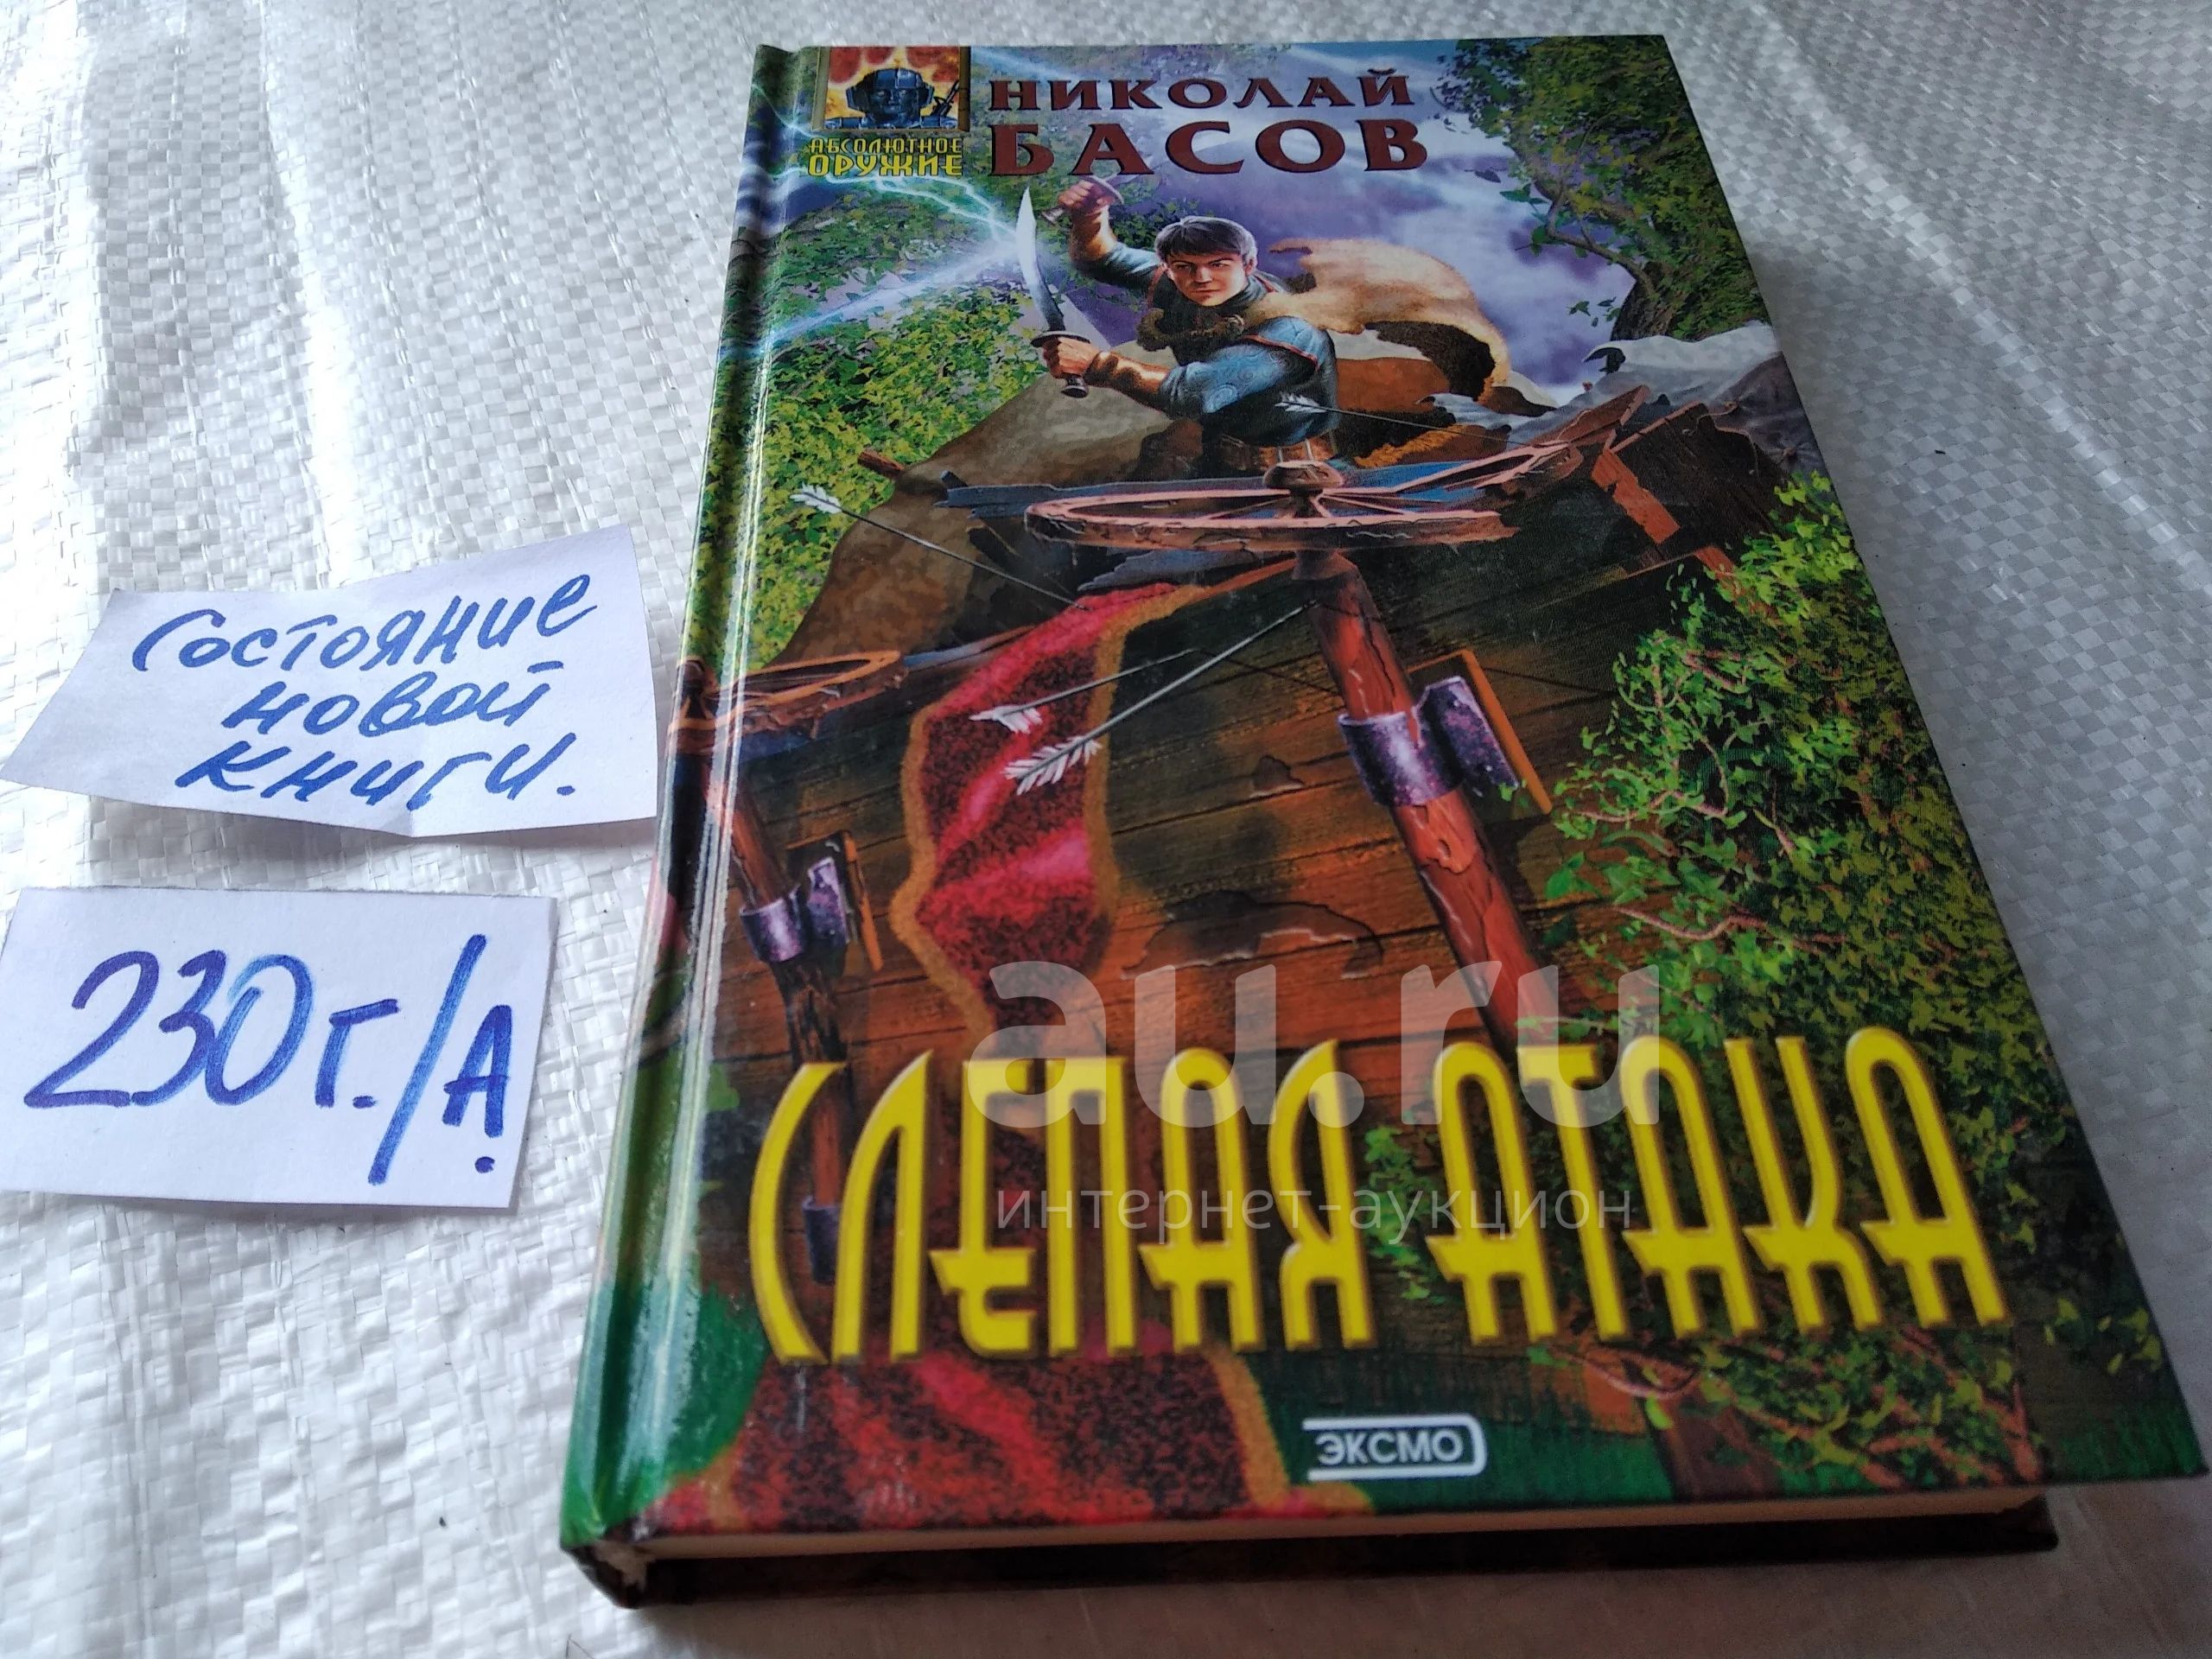 НИКОЛАЙ
БАСОВ
АБСОЛЮТНОЕ
ОРУЖИЕ
Состояние
новой
книги.
230г./А.
au.ru
интернет-аукцион
СЛЕПАЯ АТАКА
ЭКСМО